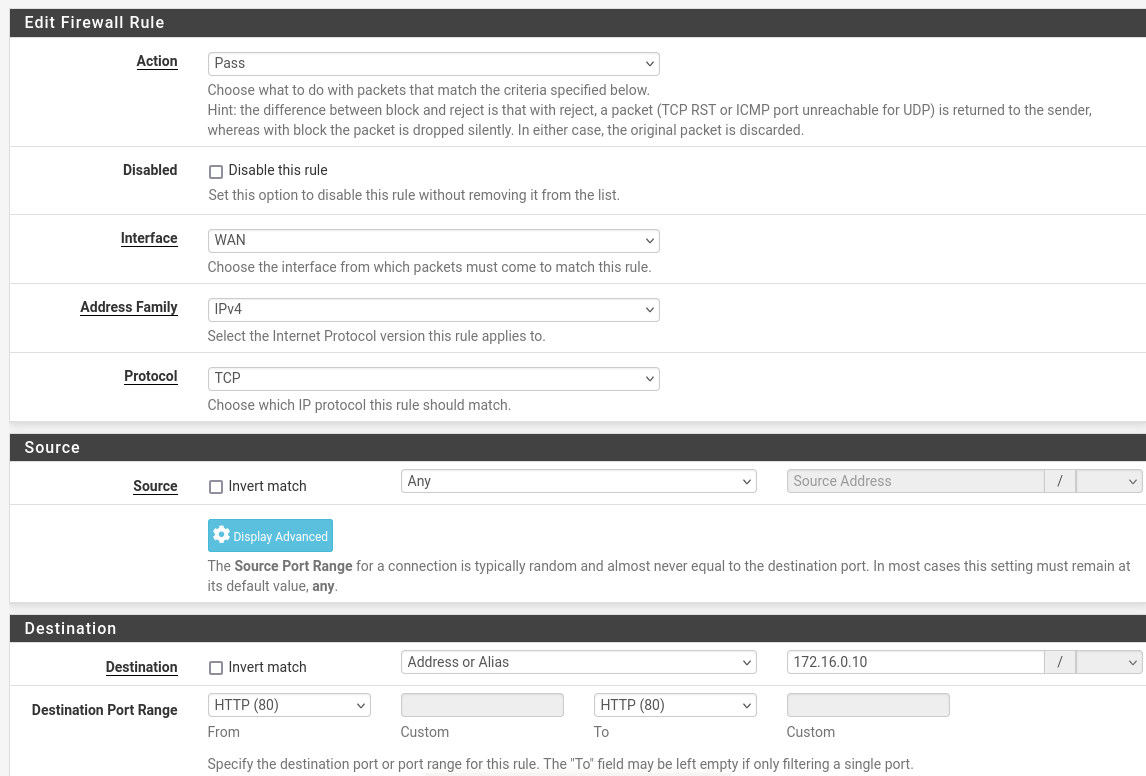 Edit Firewall Rule
Action
Pass
Choose what to do with packets that match the criteria specified below.
Hint: the difference between block and reject is that with reject, a packet (TCP RST or ICMP port unreachable for UDP) is returned to the sender,
whereas with block the packet is dropped silently. In either case, the original packet is discarded.
Disabled
Disable this rule
Set this option to disable this rule without removing it from the list.
Interface
WAN
Choose the interface from which packets must come to match this rule.
Address Family
IPv4
Select the Internet Protocol version this rule applies to.
Protocol
TCP
Choose which IP protocol this rule should match.
Source
Source
Invert match
Any
Source Address
/
Display Advanced
The Source Port Range for a connection is typically random and almost never equal to the destination port. In most cases this setting must remain at
its default value, any.
Destination
Destination
Invert match
Address or Alias
172.16.0.10
/
Destination Port Range
HTTP (80)
HTTP (80)
From
Custom
To
Custom
Specify the destination port or port range for this rule. The "To" field may be left empty if only filtering a single port.